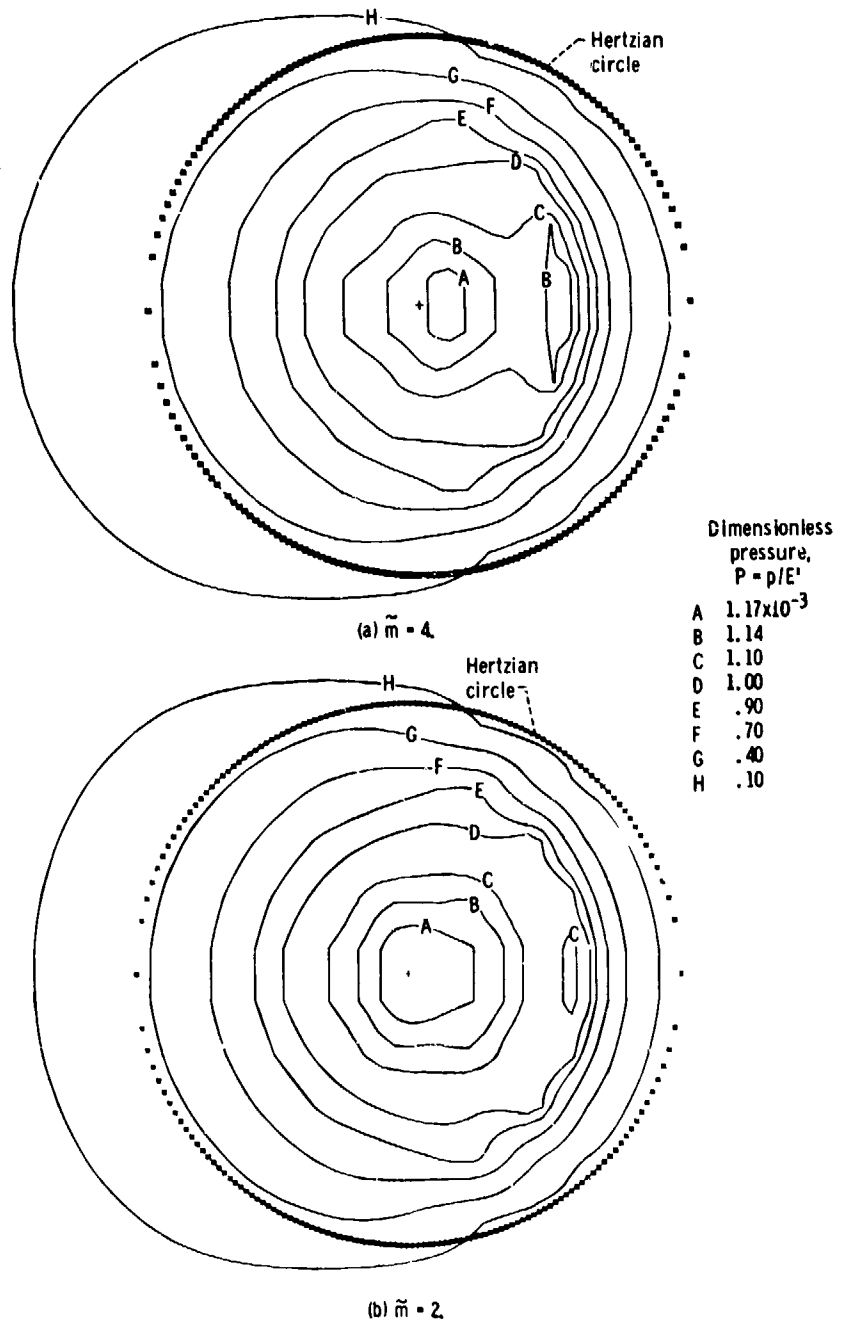 H
Hertzian
circle
G
F
E
D
C
B
A
B
+
(a) m̃ = 4.
Dimensionless
pressure,
P = p/E'
A 1.17x10⁻³
B 1.14
C 1.10
D 1.00
E .90
F .70
G .40
H .10
Hertzian
circle
H
G
F
E
D
C
B
A
C
+
(b) m̃ = 2.